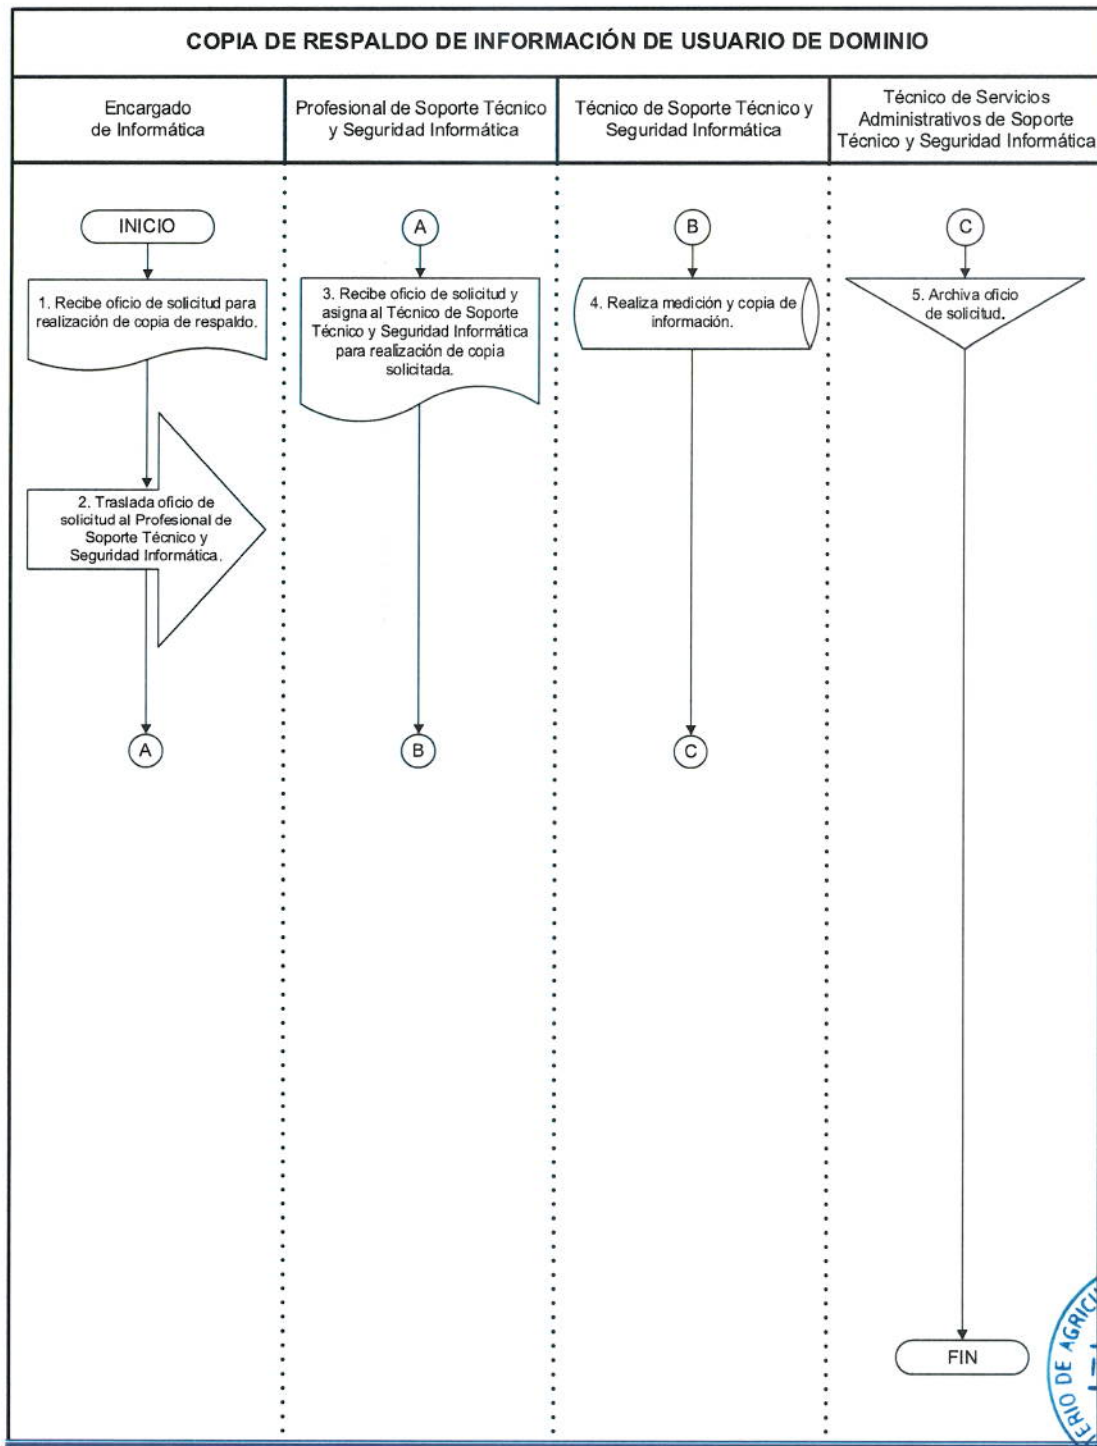 COPIA DE RESPALDO DE INFORMACIÓN DE USUARIO DE DOMINIO
Encargado
de Informática
Profesional de Soporte Técnico
y Seguridad Informática
Técnico de Soporte Técnico y
Seguridad Informática
Técnico de Servicios
Administrativos de Soporte
Técnico y Seguridad Informática
INICIO
1. Recibe oficio de solicitud para
realización de copia de respaldo.
2. Traslada oficio de
solicitud al Profesional de
Soporte Técnico y
Seguridad Informática.
A
A
3. Recibe oficio de solicitud y
asigna al Técnico de Soporte
Técnico y Seguridad Informática
para realización de copia
solicitada.
B
B
4. Realiza medición y copia de
información.
C
C
5. Archiva oficio
de solicitud.
FIN
DE